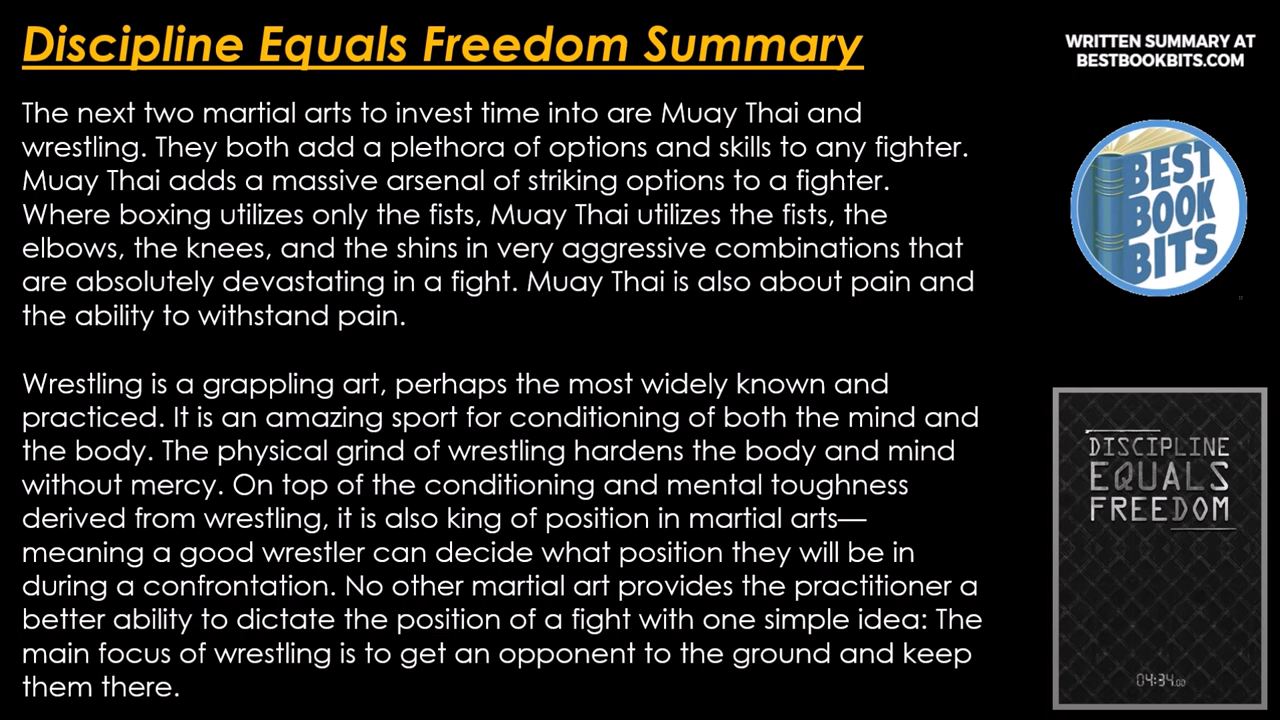 Discipline Equals Freedom Summary
WRITTEN SUMMARY AT
BESTBOOKBITS.COM
The next two martial arts to invest time into are Muay Thai and
wrestling. They both add a plethora of options and skills to any fighter.
Muay Thai adds a massive arsenal of striking options to a fighter.
Where boxing utilizes only the fists, Muay Thai utilizes the fists, the
elbows, the knees, and the shins in very aggressive combinations that
are absolutely devastating in a fight. Muay Thai is also about pain and
the ability to withstand pain.
Wrestling is a grappling art, perhaps the most widely known and
practiced. It is an amazing sport for conditioning of both the mind and
the body. The physical grind of wrestling hardens the body and mind
without mercy. On top of the conditioning and mental toughness
derived from wrestling, it is also king of position in martial arts—
meaning a good wrestler can decide what position they will be in
during a confrontation. No other martial art provides the practitioner a
better ability to dictate the position of a fight with one simple idea: The
main focus of wrestling is to get an opponent to the ground and keep
them there.
BEST
BOOK
BITS
DISCIPLINE
EQUALS
FREEDOM
04:34.00